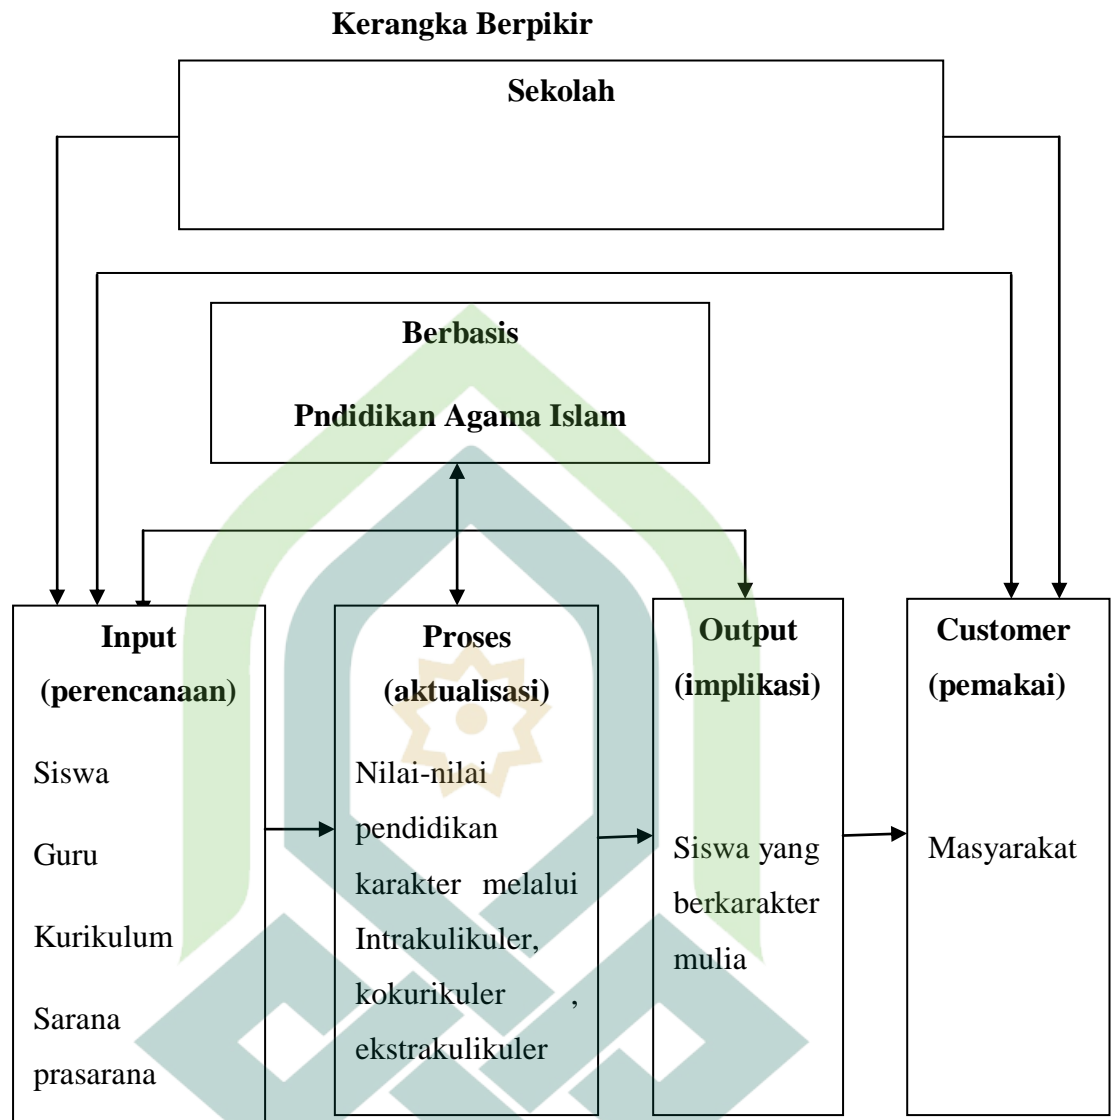 Kerangka Berpikir
Sekolah
Berbasis
Pndidikan Agama Islam
Input
(perencanaan)
Siswa
Guru
Kurikulum
Sarana
prasarana
Proses
(aktualisasi)
Nilai-nilai
pendidikan
karakter melalui
Intrakulikuler,
kokurikuler ,
ekstrakulikuler
Output
(implikasi)
Siswa yang
berkarakter
mulia
Customer
(pemakai)
Masyarakat